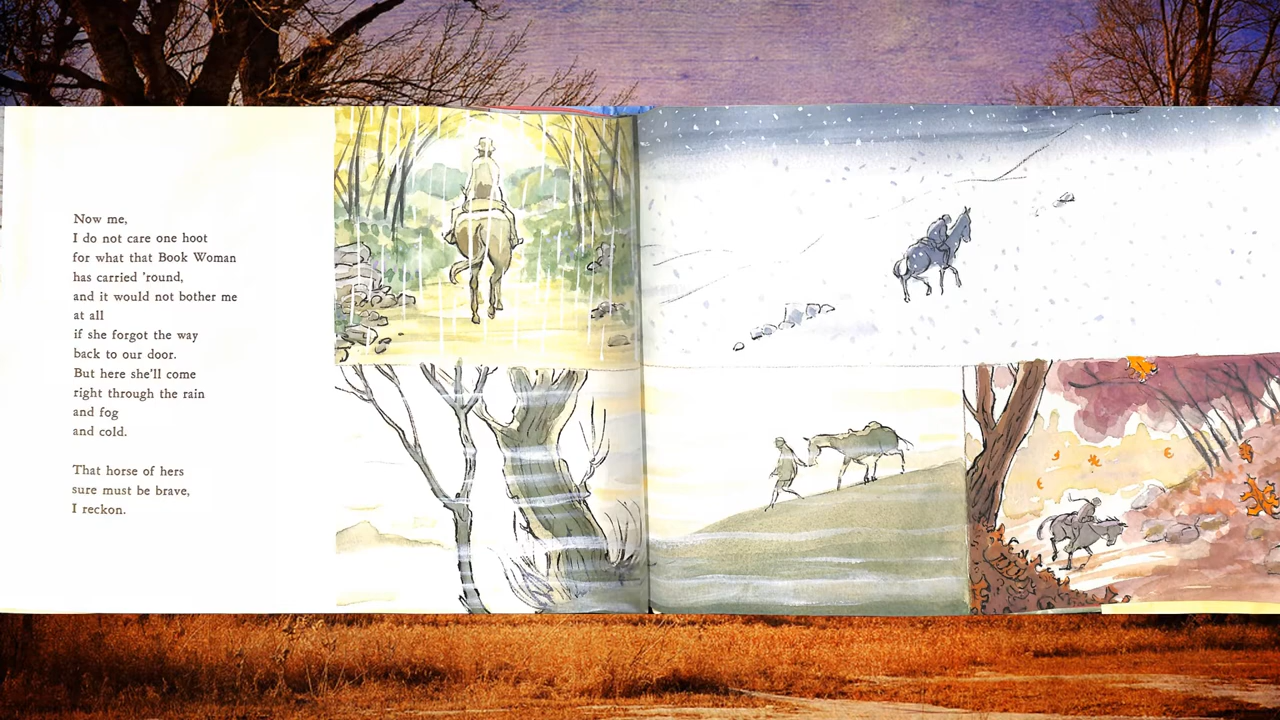 Now me,
I do not care one hoot
for what that Book Woman
has carried 'round,
and it would not bother me
at all
if she forgot the way
back to our door.
But here she'll come
right through the rain
and fog
and cold.
That horse of hers
sure must be brave,
I reckon.